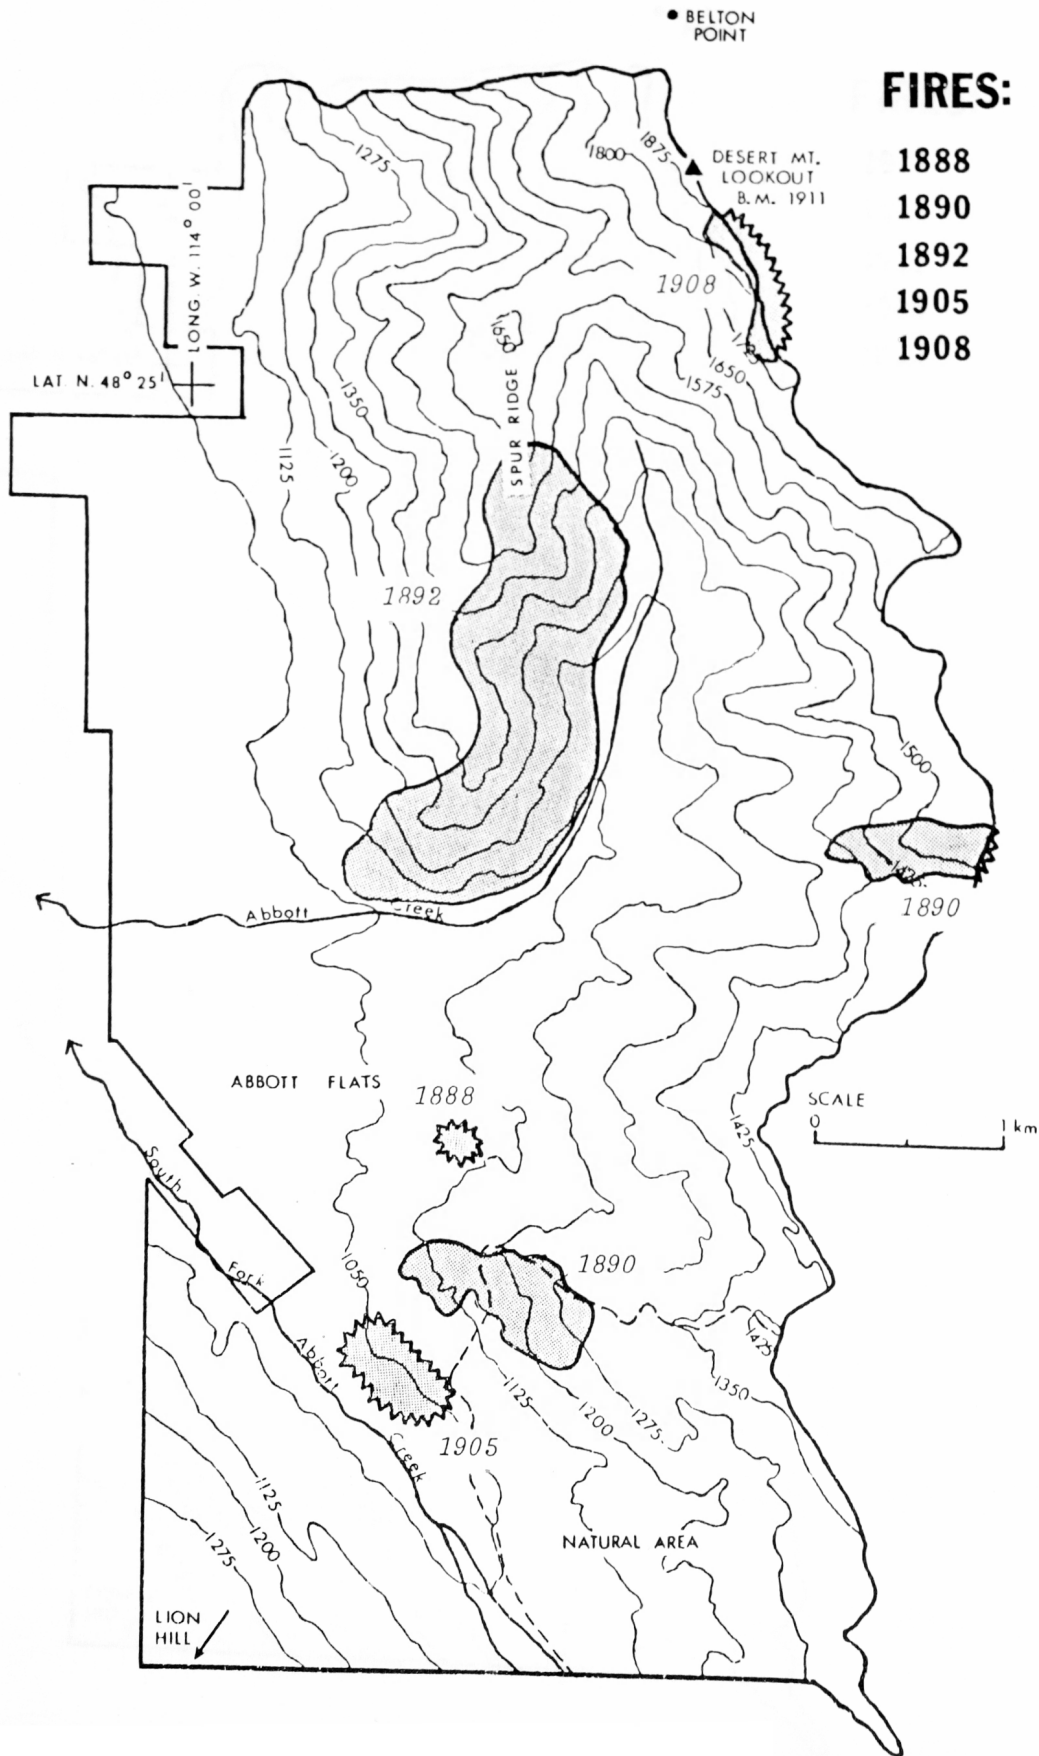 BELTON
POINT
FIRES:
1888
1890
1892
1905
1908
1275
1800
1875
DESERT MT.
LOOKOUT
B.M. 1911
LONG. W. 114° 00'
1908
1650
SPUR RIDGE
1725
1650
1575
LAT. N. 48° 25'
1350
1125
1200
1892
1500
1425
1890
Abbott Creek
ABBOTT FLATS
1888
SCALE
0 1 km
1425
South Fork Abbott Creek
1050
1890
1425
1350
1125
1200
1275
1905
1125
1200
1275
NATURAL AREA
LION
HILL